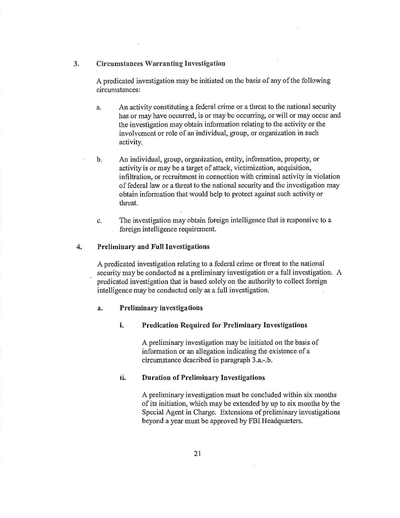 3. Circumstances Warranting Investigation
A predicated investigation may be initiated on the basis of any of the following
circumstances:
a. An activity constituting a federal crime or a threat to the national security
has or may have occurred, is or may be occurring, or will or may occur and
the investigation may obtain information relating to the activity or the
involvement or role of an individual, group, or organization in such
activity.
b. An individual, group, organization, entity, information, property, or
activity is or may be a target of attack, victimization, acquisition,
infiltration, or recruitment in connection with criminal activity in violation
of federal law or a threat to the national security and the investigation may
obtain information that would help to protect against such activity or
threat.
c. The investigation may obtain foreign intelligence that is responsive to a
foreign intelligence requirement.
4. Preliminary and Full Investigations
A predicated investigation relating to a federal crime or threat to the national
security may be conducted as a preliminary investigation or a full investigation. A
predicated investigation that is based solely on the authority to collect foreign
intelligence may be conducted only as a full investigation.
a. Preliminary investigations
i. Predication Required for Preliminary Investigations
A preliminary investigation may be initiated on the basis of
information or an allegation indicating the existence of a
circumstance described in paragraph 3.a.-.b.
ii. Duration of Preliminary Investigations
A preliminary investigation must be concluded within six months
of its initiation, which may be extended by up to six months by the
Special Agent in Charge. Extensions of preliminary investigations
beyond a year must be approved by FBI Headquarters.
21